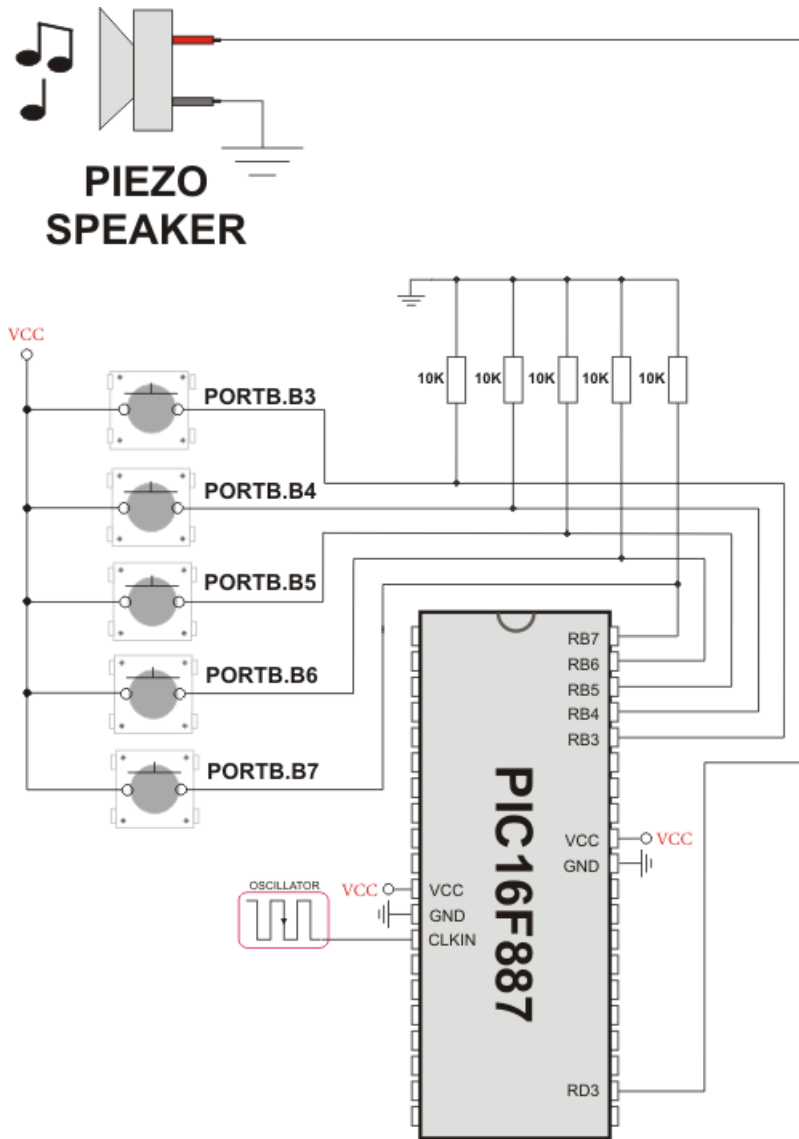 PIEZO
SPEAKER
VCC
10K 10K 10K 10K 10K
PORTB.B3
PORTB.B4
PORTB.B5
PORTB.B6
PORTB.B7
RB7
RB6
RB5
RB4
RB3
PIC16F887
VCC VCC
GND
OSCILLATOR
VCC VCC
GND
CLKIN
RD3